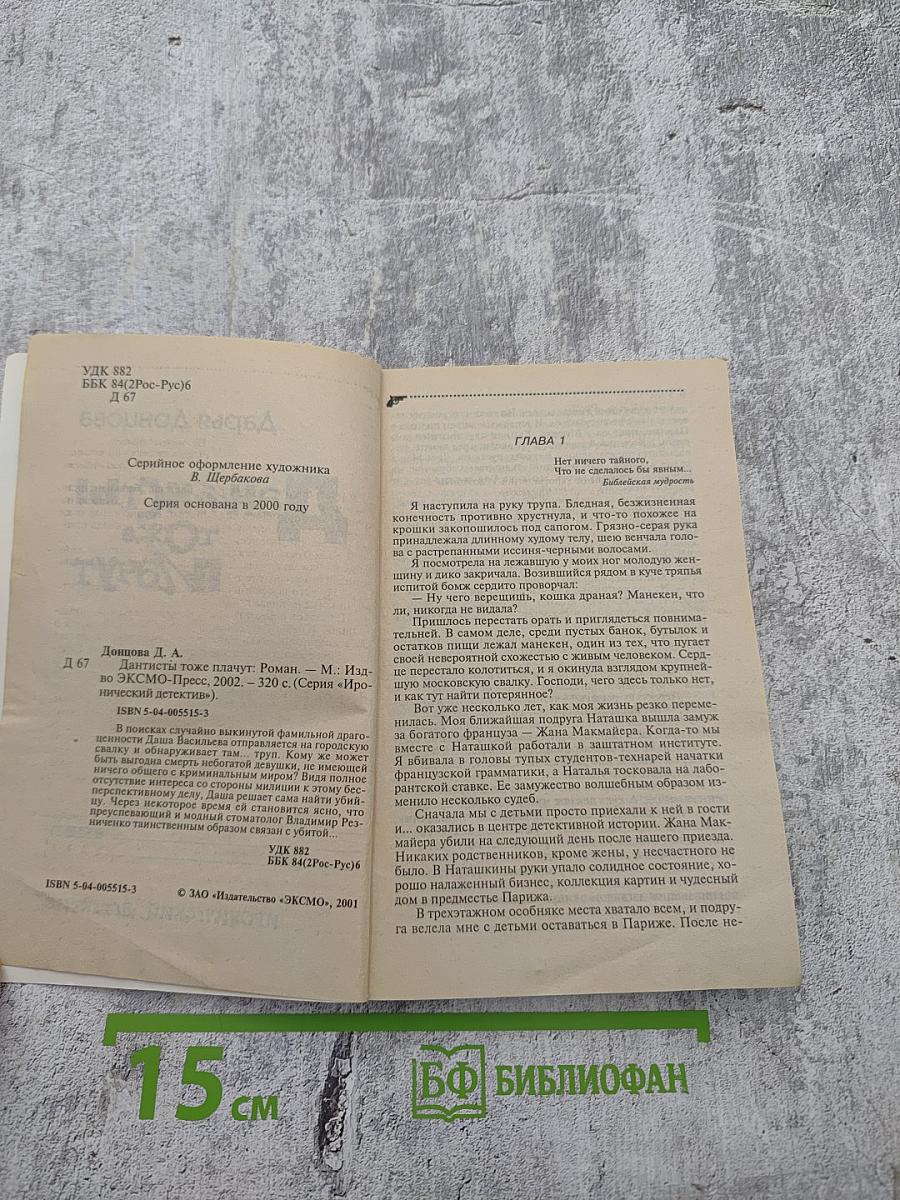 УДК 882
ББК 84(2Рос-Рус)6
Д 67
Серийное оформление художника
В. Щербакова
Серия основана в 2000 году
Донцова Д. А.
Д 67 Дантисты тоже плачут: Роман. — М.: Изд-
во ЭКСМО-Пресс, 2002. – 320 с. (Серия «Иро-
нический детектив»).
ISBN 5-04-005515-3
В поисках случайно выкинутой фамильной драго-
ценности Даша Васильева отправляется на городскую
свалку и обнаруживает там... труп. Кому же может
быть выгодна смерть небогатой девушки, не имеющей
ничего общего с криминальным миром? Видя полное
отсутствие интереса со стороны милиции к этому бес-
перспективному делу, Даша решает сама найти убий-
цу. Через некоторое время ей становится ясно, что
преуспевающий и модный стоматолог Владимир Рез-
ниченко таинственным образом связан с убитой...
УДК 882
ББК 84(2Рос-Рус)6
ISBN 5-04-005515-3
© ЗАО «Издательство «ЭКСМО», 2001
ГЛАВА 1
Нет ничего тайного,
Что не сделалось бы явным...
Библейская мудрость
Я наступила на руку трупа. Бледная, безжизненная
конечность противно хрустнула, и что-то похожее на
крошки закопошилось под сапогом. Грязно-серая рука
принадлежала длинному худому телу, шею венчала голо-
ва с растрепанными иссиня-черными волосами.
Я посмотрела на лежавшую у моих ног молодую жен-
щину и дико закричала. Возившийся рядом в куче тряпья
испитой бомж сердито проворчал:
— Ну чего верещишь, кошка драная? Манекен, что
ли, никогда не видала?
Пришлось перестать орать и приглядеться повнима-
тельней. В самом деле, среди пустых банок, бутылок и
остатков пищи лежал манекен, один из тех, что пугает
своей невероятной схожестью с живым человеком. Серд-
це перестало колотиться, и я окинула взглядом крупней-
шую московскую свалку. Господи, чего здесь только нет,
и как тут найти потерянное?
Вот уже несколько лет, как моя жизнь резко переме-
нилась. Моя ближайшая подруга Наташка вышла замуж
за богатого француза — Жана Макмайера. Когда-то мы
вместе с Наташкой работали в заштатном институте.
Я вбивала в головы тупых студентов-технарей начатки
французской грамматики, а Наталья тосковала на лабо-
рантской ставке. Ее замужество волшебным образом из-
менило несколько судеб.
Сначала мы с детьми просто приехали к ней в гости
и... оказались в центре детективной истории. Жана Мак-
майера убили на следующий день после нашего приезда.
Никаких родственников, кроме жены, у несчастного не
было. В Наташкины руки упало солидное состояние, хо-
рошо налаженный бизнес, коллекция картин и чудесный
дом в предместье Парижа.
В трехэтажном особняке места хватало всем, и подру-
га велела мне с детьми оставаться в Париже. После не-
15 см
БФ БИБЛИОФАН